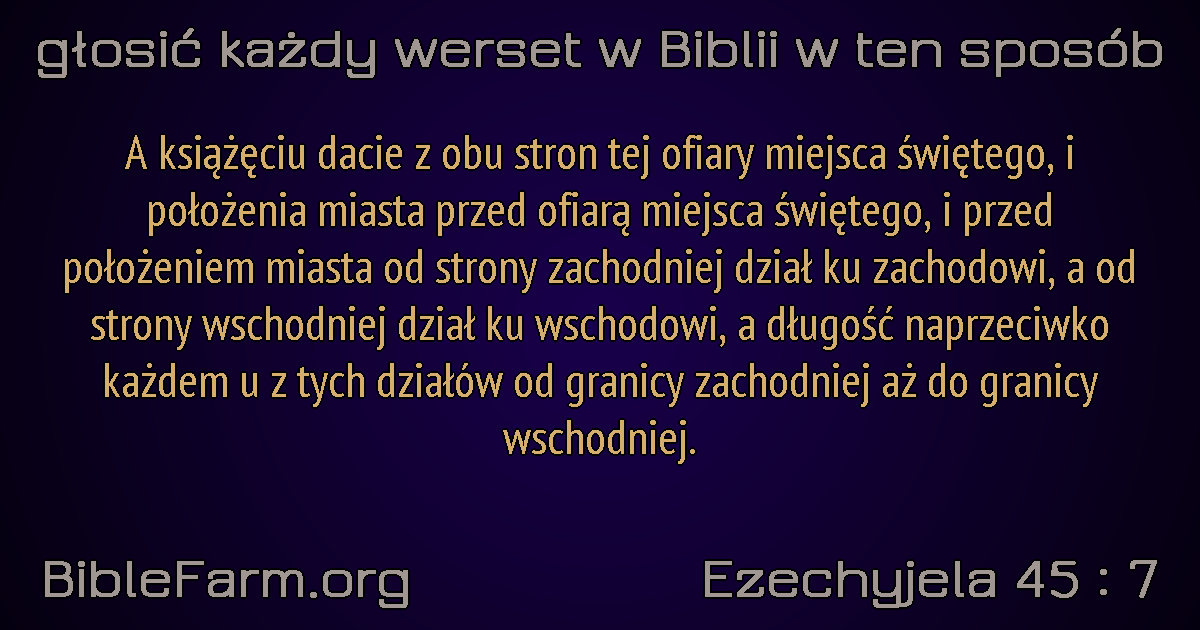 głosić każdy werset w Biblii w ten sposób
A książęciu dacie z obu stron tej ofiary miejsca świętego, i
położenia miasta przed ofiarą miejsca świętego, i przed
położeniem miasta od strony zachodniej dział ku zachodowi, a od
strony wschodniej dział ku wschodowi, a długość naprzeciwko
każdem u z tych działów od granicy zachodniej aż do granicy
wschodniej.
BibleFarm.org
Ezechyjela 45 : 7